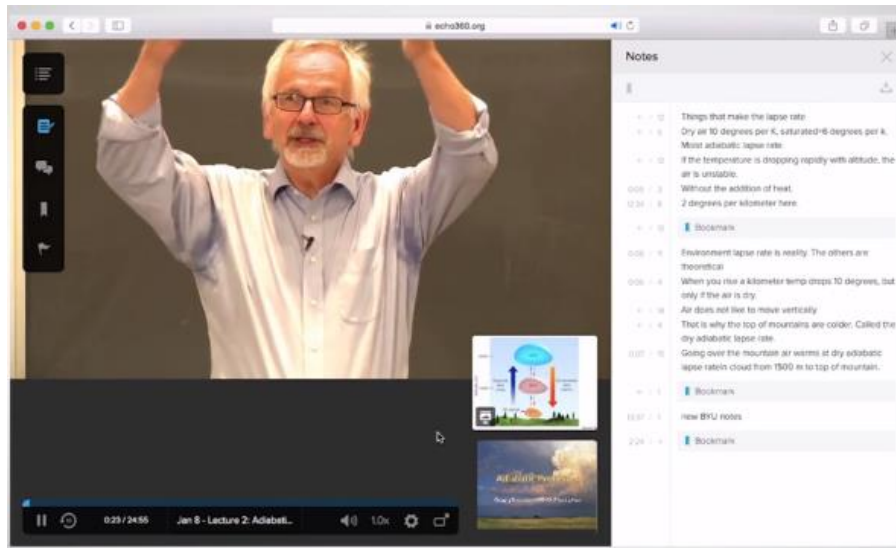 echo360.org
Notes
Things that make the lapse rate
Dry air 10 degrees per K, saturated=6 degrees per k.
Moist adiabatic lapse rate
If the temperature is dropping rapidly with altitude, the
air is unstable.
Without the addition of heat.
2 degrees per kilometer here
Bookmark
Environment lapse rate is reality. The others are
theoretical
When you rise a kilometer temp drops 10 degrees, but
only if the air is dry.
Air does not like to move vertically
That is why the top of mountains are colder. Called the
dry adiabatic lapse rate.
Going over the mountain air warms at dry adiabatic
lapse ratein cloud from 1500 m to top of mountain.
Bookmark
new BYU notes
Bookmark
0:23 / 24:55
Jan 8 - Lecture 2: Adiabati...
1.0x